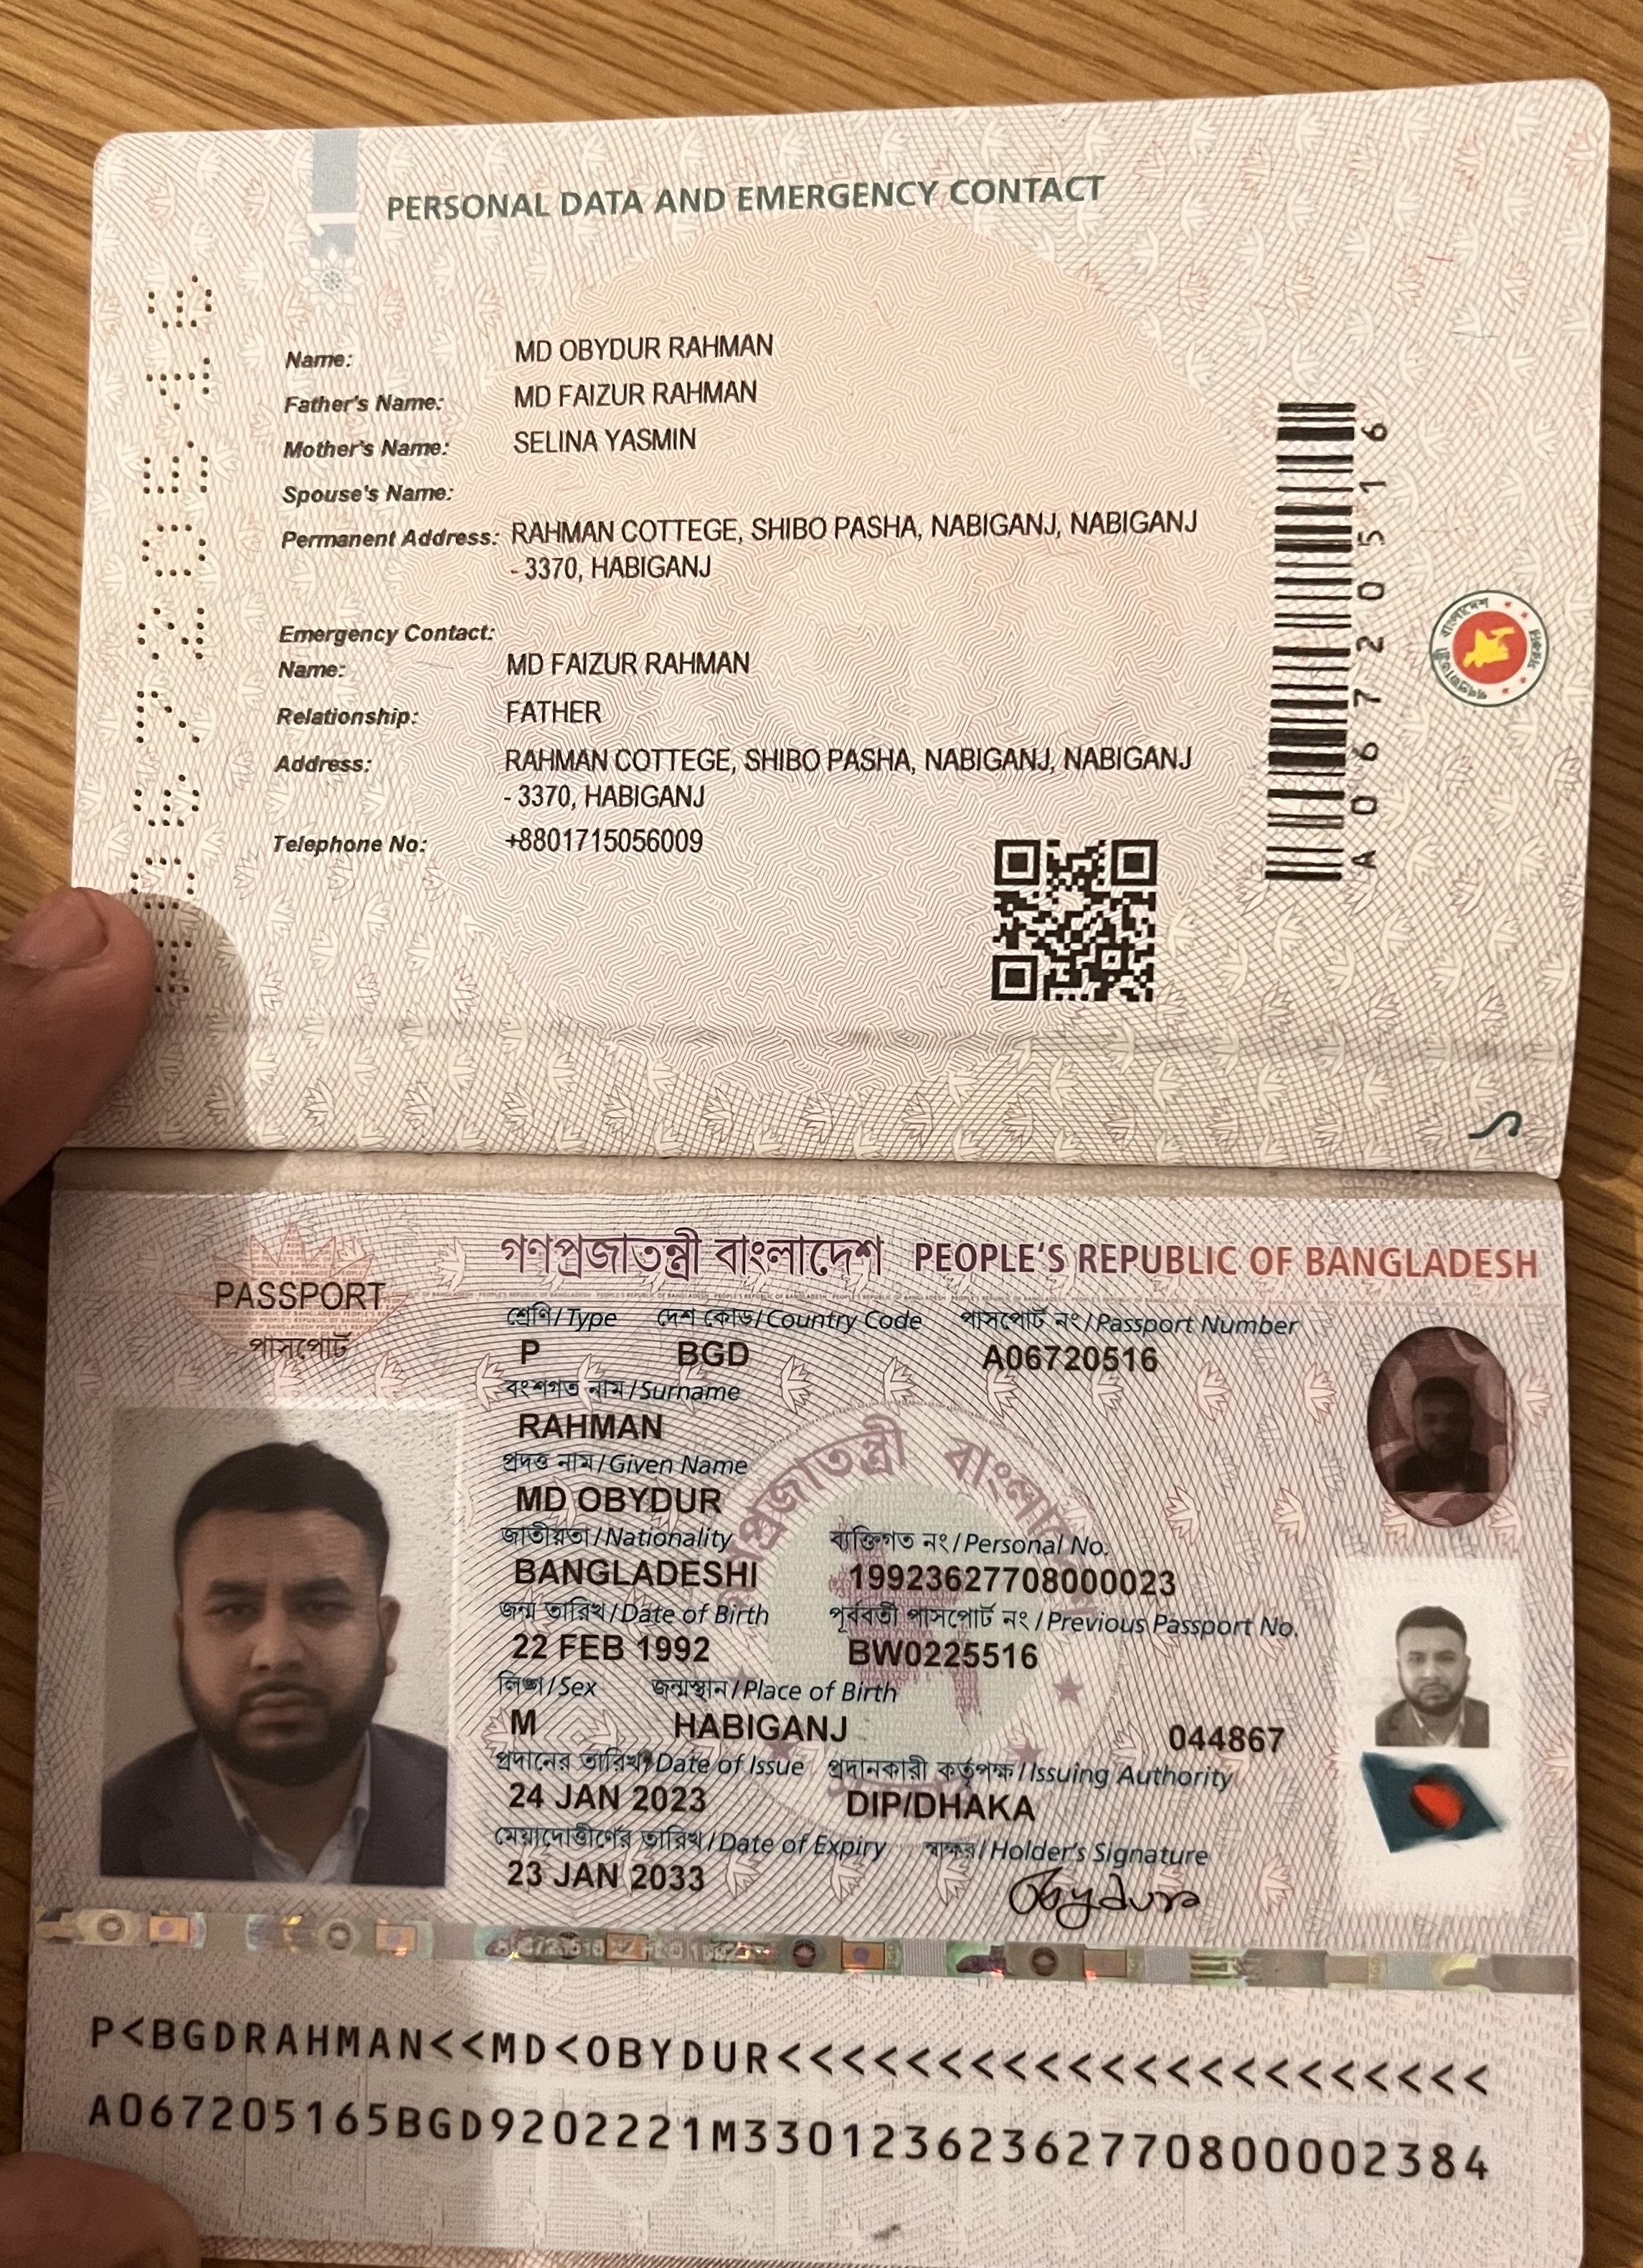 PERSONAL DATA AND EMERGENCY CONTACT
Name: MD OBYDUR RAHMAN
Father's Name: MD FAIZUR RAHMAN
Mother's Name: SELINA YASMIN
Spouse's Name:
Permanent Address: RAHMAN COTTEGE, SHIBO PASHA, NABIGANJ, NABIGANJ
- 3370, HABIGANJ
Emergency Contact:
Name: MD FAIZUR RAHMAN
Relationship: FATHER
Address: RAHMAN COTTEGE, SHIBO PASHA, NABIGANJ, NABIGANJ
- 3370, HABIGANJ
Telephone No: +8801715056009
A06720516
গণপ্রজাতন্ত্রী বাংলাদেশ PEOPLE'S REPUBLIC OF BANGLADESH
PASSPORT
পাসপোর্ট
শ্রেণি/Type দেশ কোড/Country Code পাসপোর্ট নং/Passport Number
P BGD A06720516
বংশগত নাম/Surname
RAHMAN
প্রদত্ত নাম/Given Name
MD OBYDUR
জাতীয়তা/Nationality ব্যক্তিগত নং/Personal No.
BANGLADESHI 19923627708000023
জন্ম তারিখ/Date of Birth পূর্ববর্তী পাসপোর্ট নং/Previous Passport No.
22 FEB 1992 BW0225516
লিঙ্গ/Sex জন্মস্থান/Place of Birth
M HABIGANJ 044867
প্রদানের তারিখ/Date of Issue প্রদানকারী কর্তৃপক্ষ/Issuing Authority
24 JAN 2023 DIP/DHAKA
মেয়াদোত্তীর্ণের তারিখ/Date of Expiry স্বাক্ষর/Holder's Signature
23 JAN 2033 Obydura
P<BGDRAHMAN<<MD<OBYDUR<<<<<<<<<<<<<<<<<<<<<<
A067205165BGD9202221M33012362362770800002384